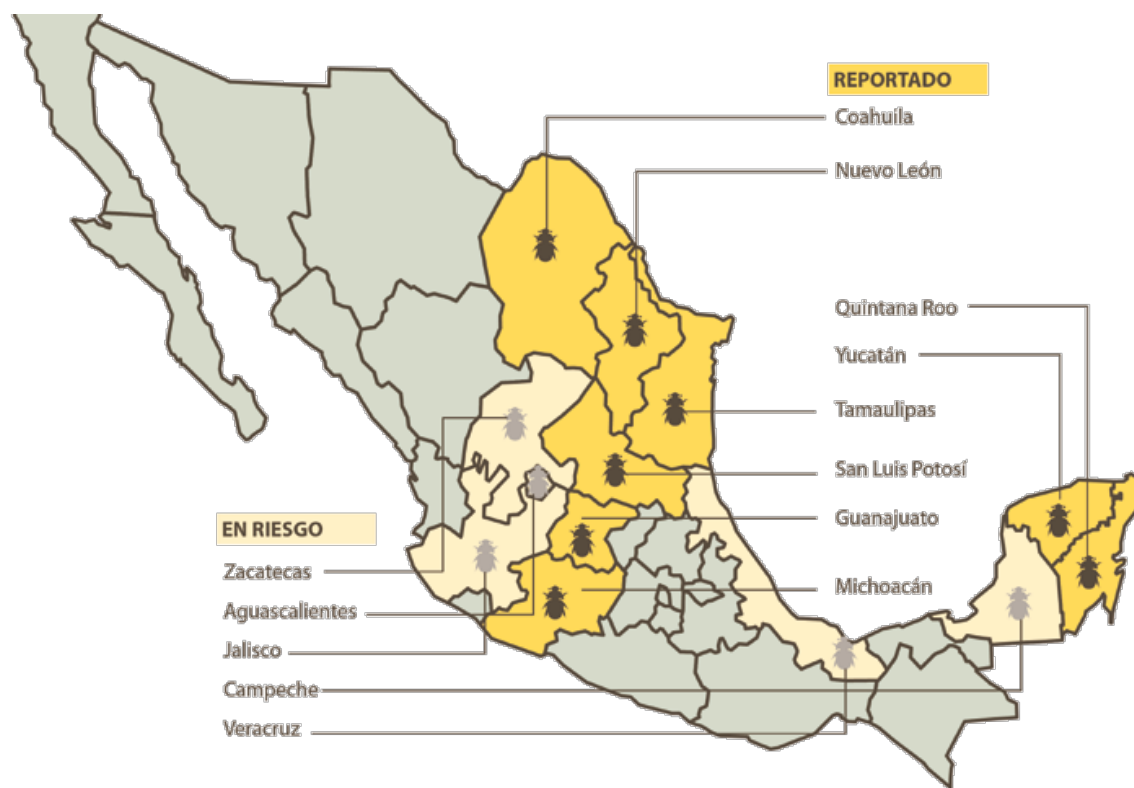 REPORTADO
Coahuila
Nuevo León
Quintana Roo
Yucatán
Tamaulipas
San Luis Potosí
Guanajuato
Michoacán
EN RIESGO
Zacatecas
Aguascalientes
Jalisco
Campeche
Veracruz